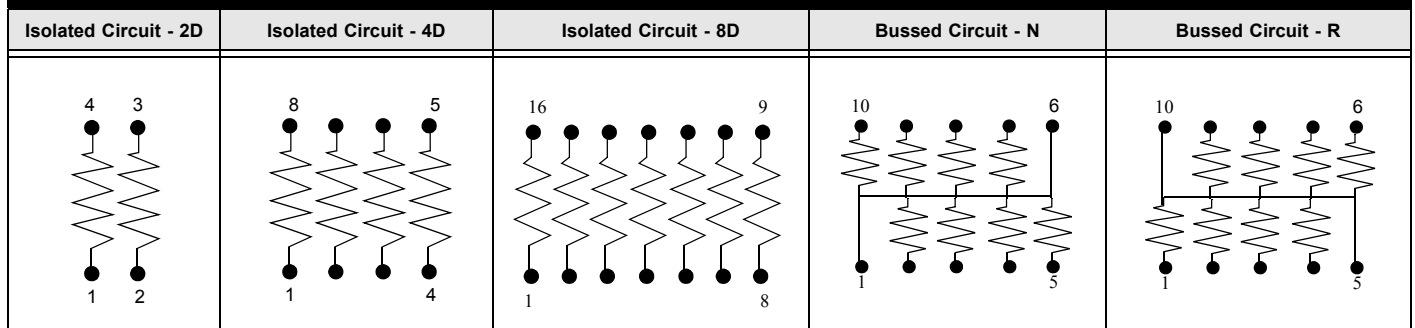 Isolated Circuit - 2D
Isolated Circuit - 4D
Isolated Circuit - 8D
Bussed Circuit - N
Bussed Circuit - R
4 3
1 2
8 5
1 4
16 9
1 8
10 6
1 5
10 6
1 5